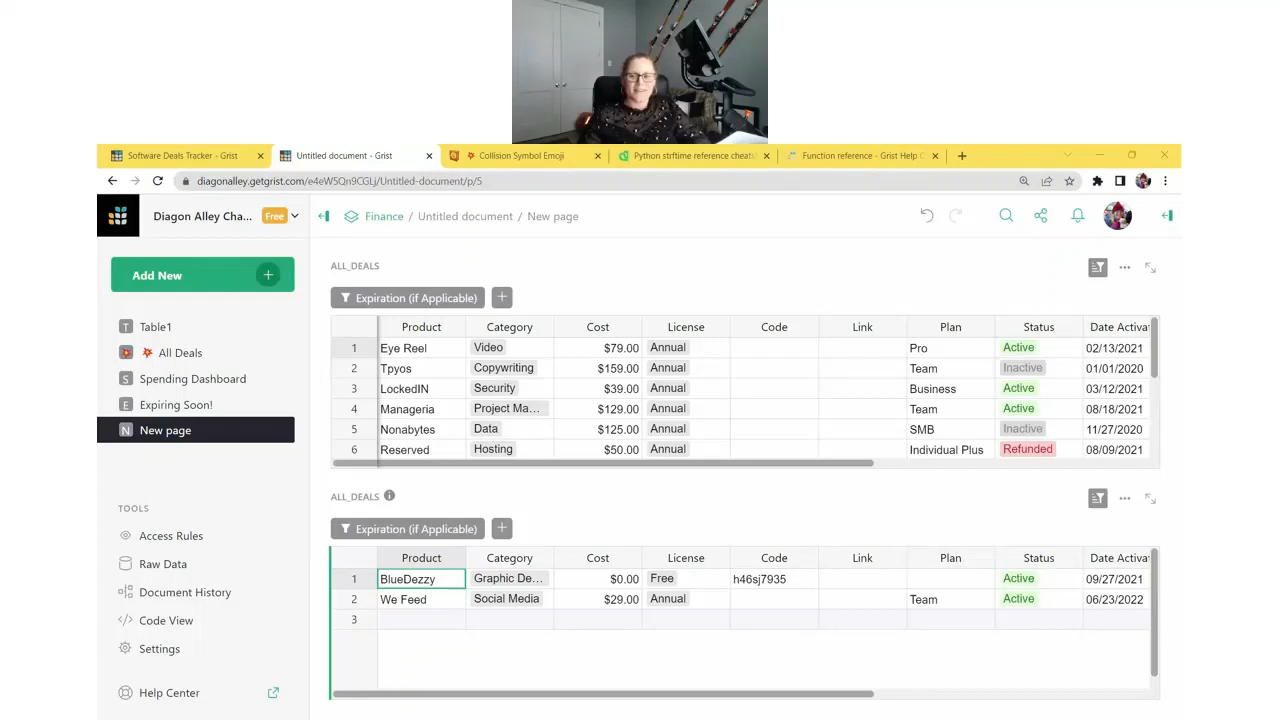 Software Deals Tracker - Grist
Untitled document - Grist
Collision Symbol Emoji
Python strftime reference cheats
Function reference - Grist Help C
diagonalley.getgrist.com/e4eW5Qn9CGLj/Untitled-document/p/5
Diagon Alley Cha... Free
Finance / Untitled document / New page
Add New
T Table1
All Deals
S Spending Dashboard
E Expiring Soon!
N New page
TOOLS
Access Rules
Raw Data
Document History
Code View
Settings
Help Center
ALL_DEALS
Expiration (if Applicable)
Product Category Cost License Code Link Plan Status Date Activat
1 Eye Reel Video $79.00 Annual Pro Active 02/13/2021
2 Tpyos Copywriting $159.00 Annual Team Inactive 01/01/2020
3 LockedIN Security $39.00 Annual Business Active 03/12/2021
4 Manageria Project Ma... $129.00 Annual Team Active 08/18/2021
5 Nonabytes Data $125.00 Annual SMB Inactive 11/27/2020
6 Reserved Hosting $50.00 Annual Individual Plus Refunded 08/09/2021
ALL_DEALS
Expiration (if Applicable)
Product Category Cost License Code Link Plan Status Date Activat
1 BlueDezzy Graphic De... $0.00 Free h46sj7935 Active 09/27/2021
2 We Feed Social Media $29.00 Annual Team Active 06/23/2022
3